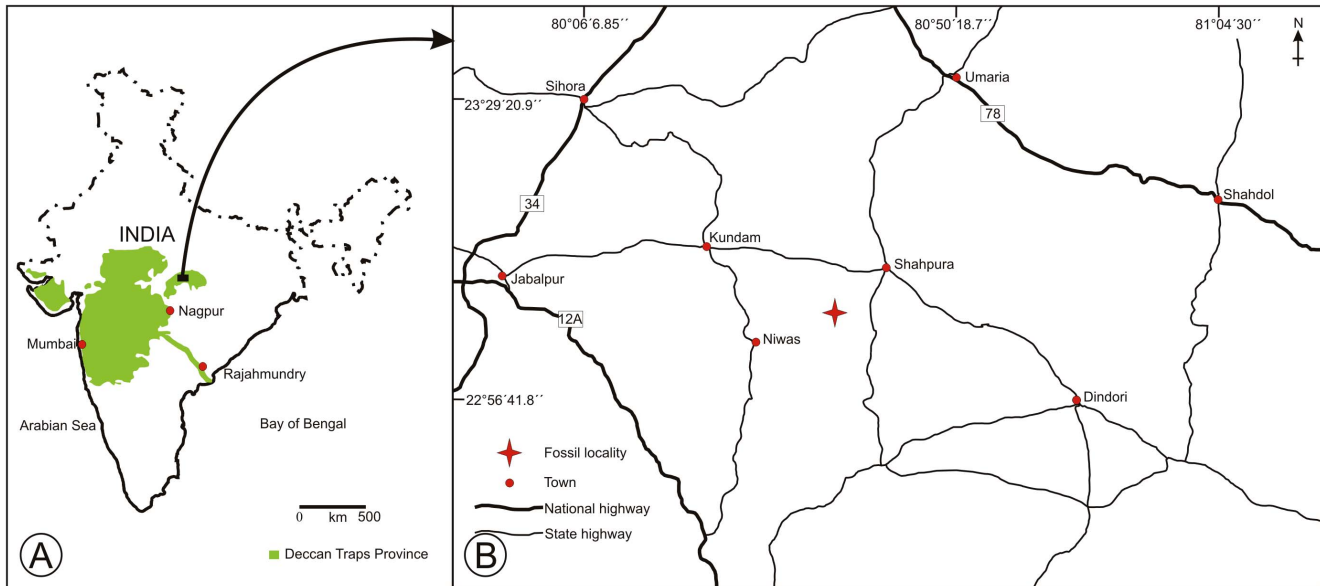 INDIA
Nagpur
Mumbai
Rajahmundry
Arabian Sea
Bay of Bengal
0 km 500
Deccan Traps Province
A
80°06´6.85´´
80°50´18.7´´
81°04´30´´
N
Umaria
Sihora
23°29´20.9´´
78
34
Shahdol
Kundam
Shahpura
Jabalpur
12A
Niwas
22°56´41.8´´
Dindori
Fossil locality
Town
National highway
State highway
B